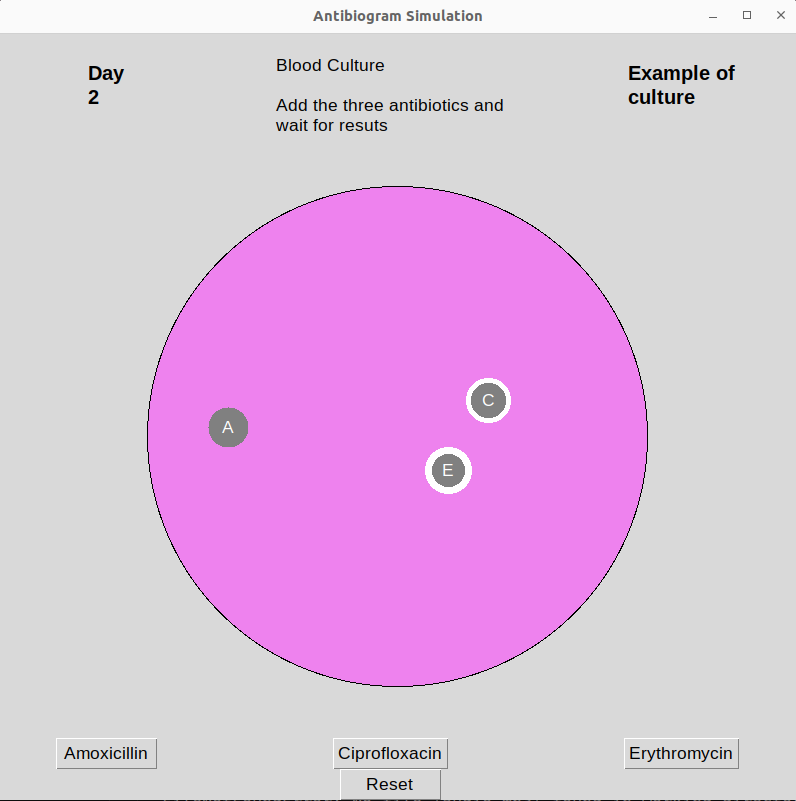 Antibiogram Simulation
Day
2
Blood Culture
Add the three antibiotics and
wait for resuts
Example of
culture
C
A
E
Amoxicillin
Ciprofloxacin
Erythromycin
Reset